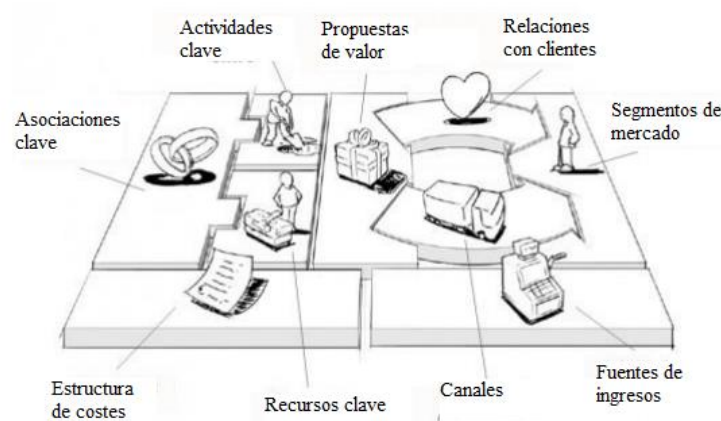 Actividades
clave
Propuestas
de valor
Relaciones
con clientes
Asociaciones
clave
Segmentos de
mercado
Estructura
de costes
Recursos clave
Canales
Fuentes de
ingresos